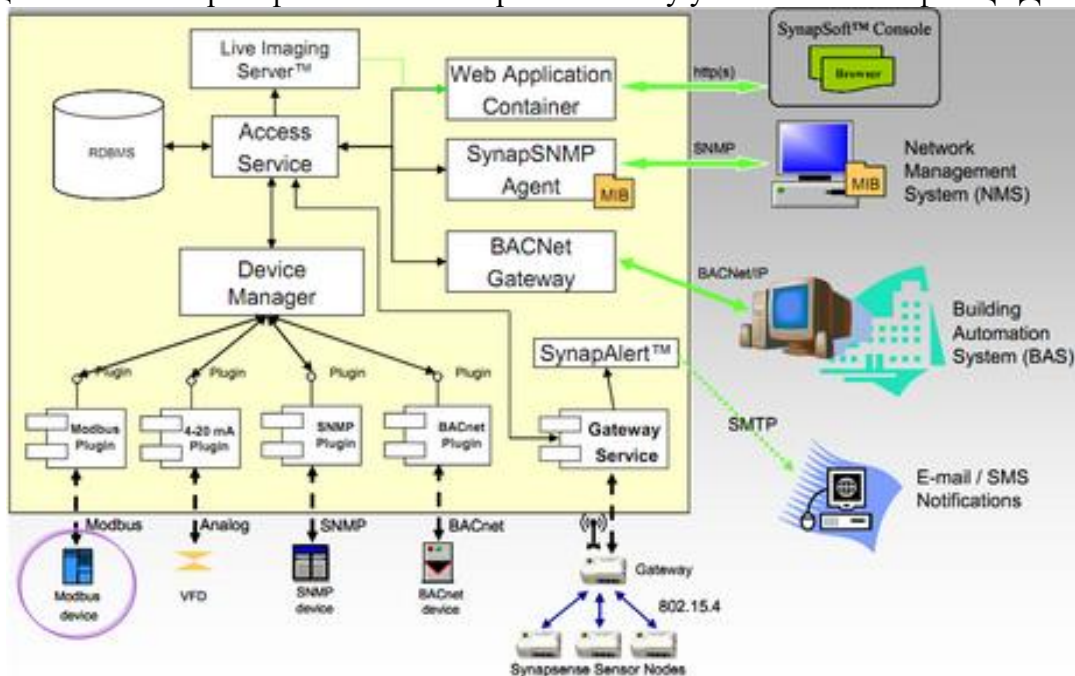 SynapSoft™ Console
Browser
Live Imaging
Server™
Web Application
Container
http(s)
RDBMS
Access
Service
SynapSNMP
Agent
MIB
SNMP
MIB
Network
Management
System (NMS)
Device
Manager
BACNet
Gateway
BACNet/IP
Building
Automation
System (BAS)
SynapAlert™
SMTP
Plugin
Plugin
Plugin
Plugin
Modbus
Plugin
4-20 mA
Plugin
SNMP
Plugin
BACnet
Plugin
Gateway
Service
E-mail / SMS
Notifications
Modbus
Analog
SNMP
BACnet
Modbus
device
VFD
SNMP
device
BACnet
device
Gateway
802.15.4
Synapsense Sensor Nodes